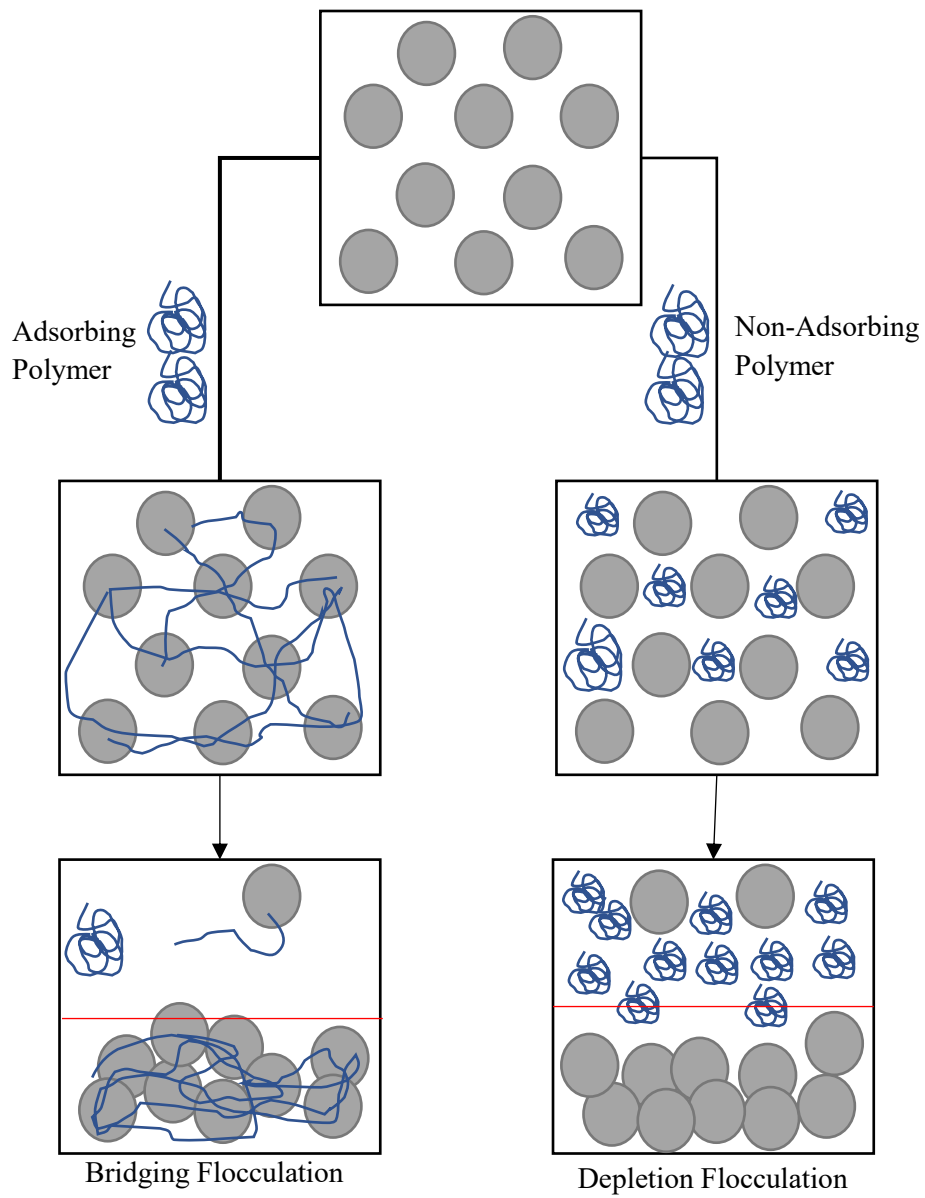 Adsorbing
Polymer
Non-Adsorbing
Polymer
Bridging Flocculation
Depletion Flocculation